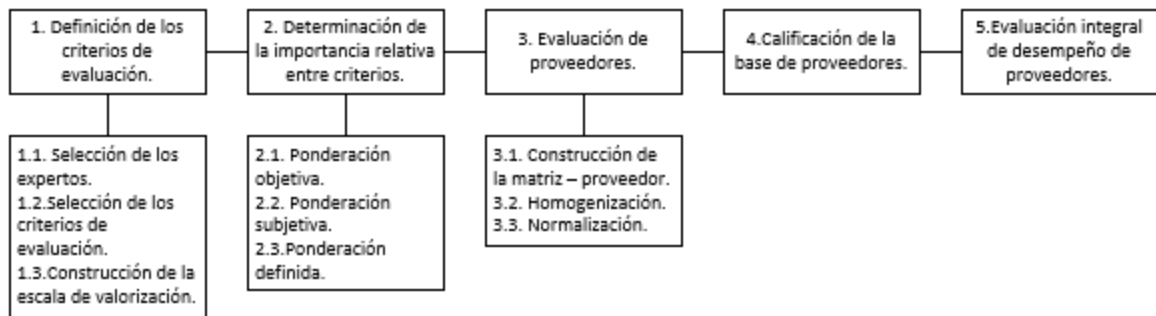 1. Definición de los
criterios de
evaluación.
2. Determinación de
la importancia relativa
entre criterios.
3. Evaluación de
proveedores.
4.Calificación de la
base de proveedores.
5.Evaluación integral
de desempeño de
proveedores.
1.1. Selección de los
expertos.
1.2.Selección de los
criterios de
evaluación.
1.3.Construcción de la
escala de valorización.
2.1. Ponderación
objetiva.
2.2. Ponderación
subjetiva.
2.3.Ponderación
definida.
3.1. Construcción de
la matriz – proveedor.
3.2. Homogenización.
3.3. Normalización.